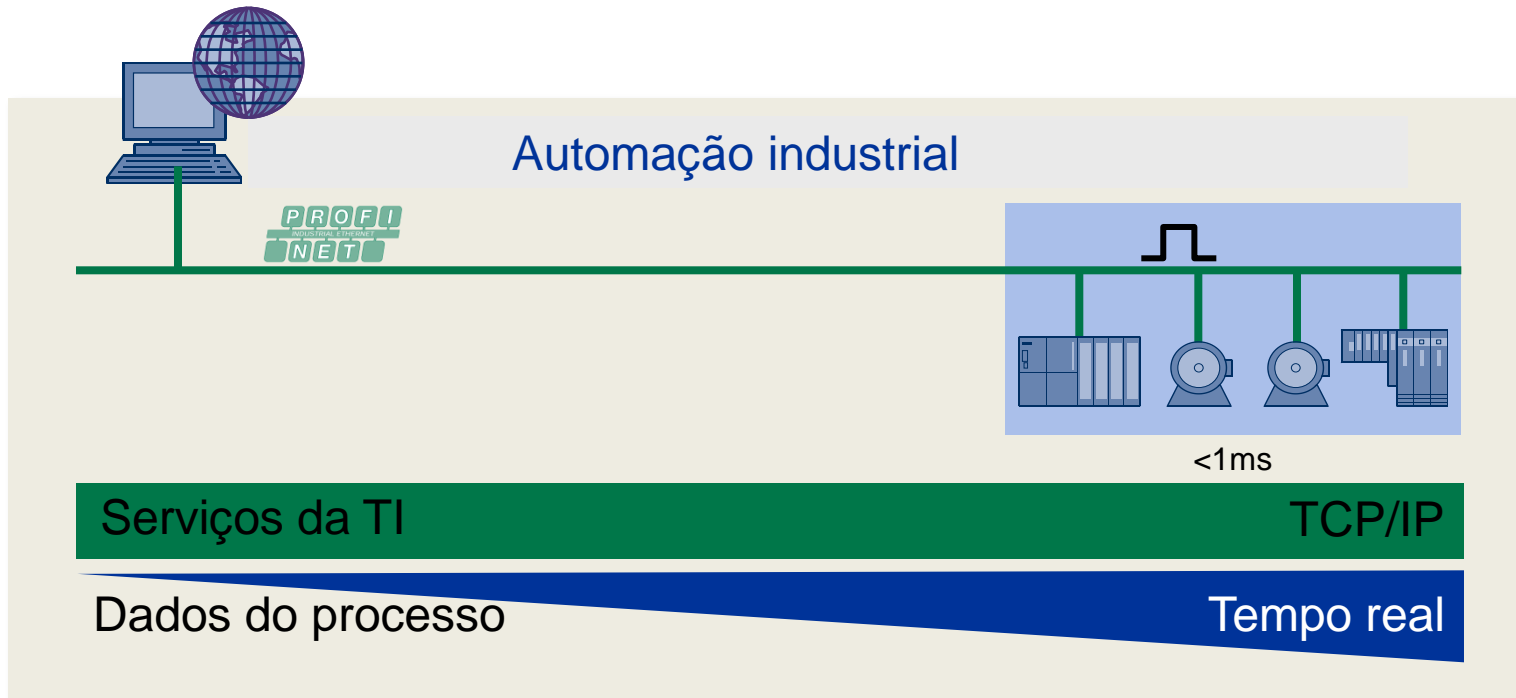 Automação industrial
PROFI
INDUSTRIAL ETHERNET
NET
<1ms
Serviços da TI
TCP/IP
Dados do processo
Tempo real